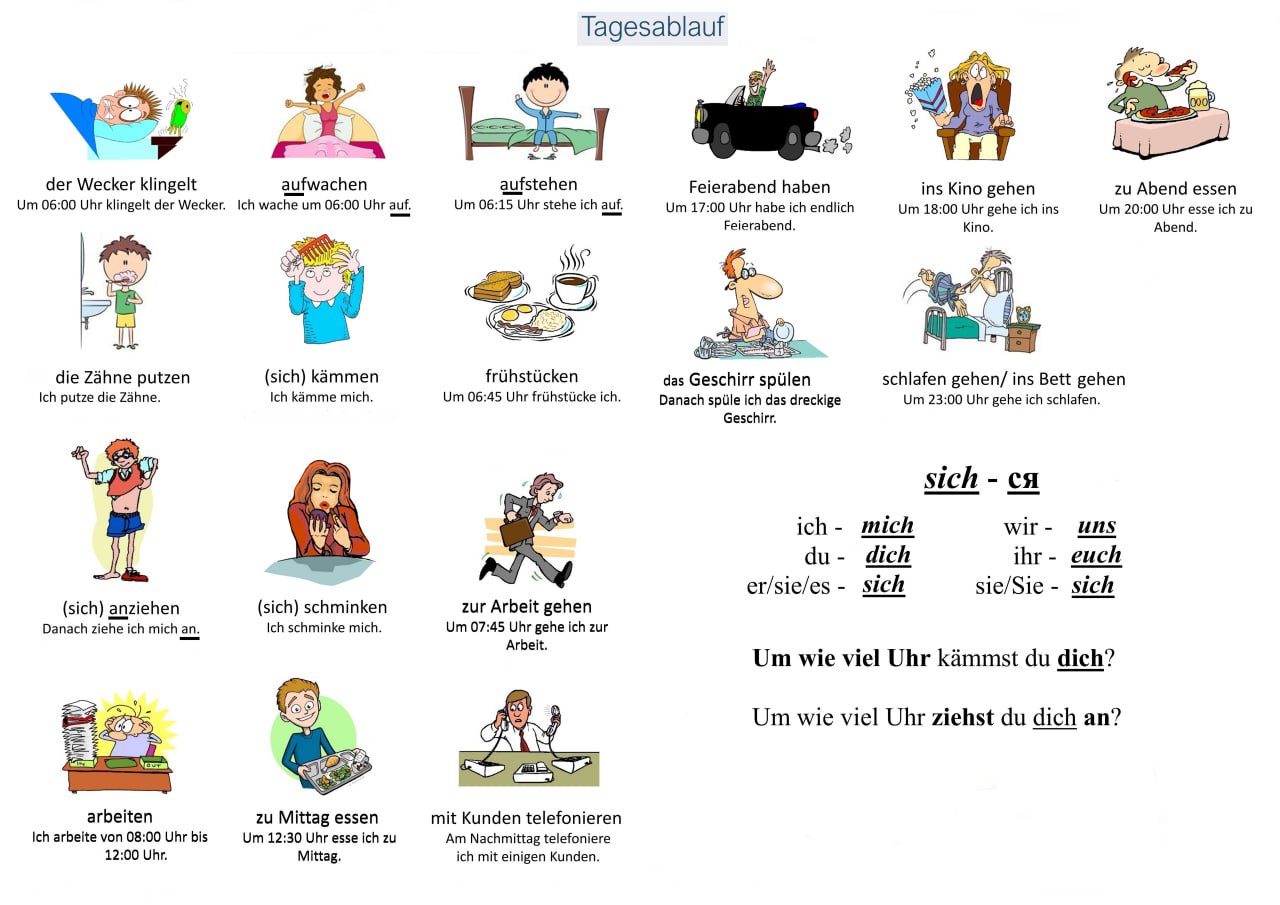 Tagesablauf
der Wecker klingelt
Um 06:00 Uhr klingelt der Wecker.
aufwachen
Ich wache um 06:00 Uhr auf.
aufstehen
Um 06:15 Uhr stehe ich auf.
Feierabend haben
Um 17:00 Uhr habe ich endlich
Feierabend.
ins Kino gehen
Um 18:00 Uhr gehe ich ins
Kino.
zu Abend essen
Um 20:00 Uhr esse ich zu
Abend.
die Zähne putzen
Ich putze die Zähne.
(sich) kämmen
Ich kämme mich.
frühstücken
Um 06:45 Uhr frühstücke ich.
das Geschirr spülen
Danach spüle ich das dreckige
Geschirr.
schlafen gehen/ ins Bett gehen
Um 23:00 Uhr gehe ich schlafen.
(sich) anziehen
Danach ziehe ich mich an.
(sich) schminken
Ich schminke mich.
zur Arbeit gehen
Um 07:45 Uhr gehe ich zur
Arbeit.
sich - ся
ich - mich wir - uns
du - dich ihr - euch
er/sie/es - sich sie/Sie - sich
Um wie viel Uhr kämmst du dich?
Um wie viel Uhr ziehst du dich an?
IN OUT
arbeiten
Ich arbeite von 08:00 Uhr bis
12:00 Uhr.
zu Mittag essen
Um 12:30 Uhr esse ich zu
Mittag.
mit Kunden telefonieren
Am Nachmittag telefoniere
ich mit einigen Kunden.